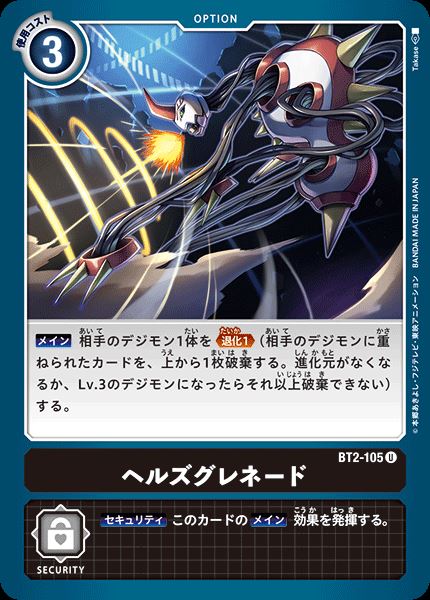 OPTION
使用コスト
3
Takase
メイン 相手のデジモン1体を 退化1 (相手のデジモンに重
ねられたカードを、上から1枚破棄する。進化元がなくな
るか、Lv.3のデジモンになったらそれ以上破棄できない)
する。
BT2-105 U
ヘルズグレネード
セキュリティ このカードの メイン 効果を発揮する。
SECURITY
©本郷あきよし・フジテレビ・東映アニメーション BANDAI MADE IN JAPAN